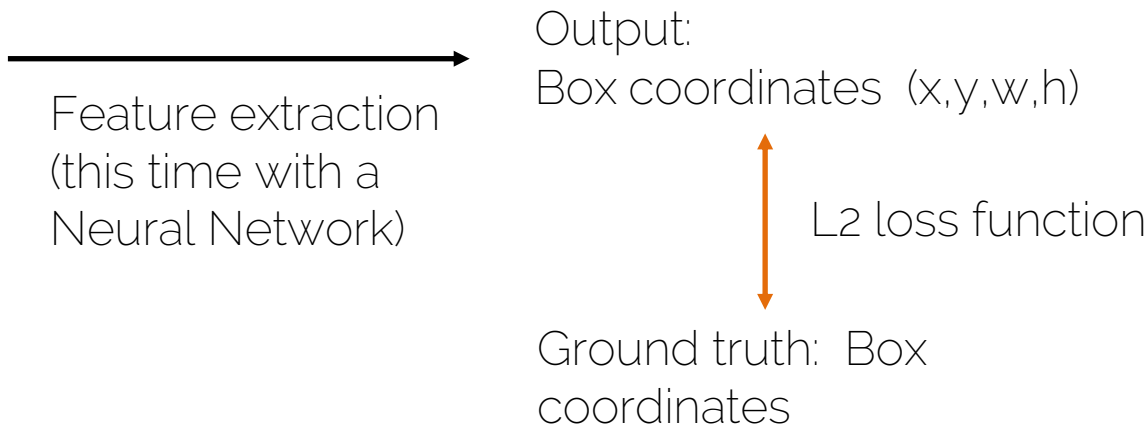 Output:
Box coordinates (x,y,w,h)
Feature extraction
(this time with a
Neural Network)
L2 loss function
Ground truth: Box
coordinates